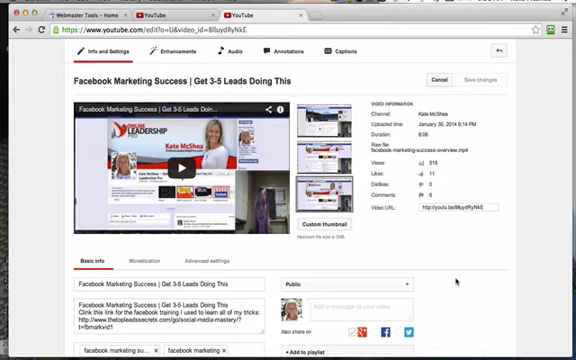 Webmaster Tools - Home
YouTube
YouTube
https://www.youtube.com/edit?o=U&video_id=8lluydRyNkE
Info and Settings
Enhancements
Audio
Annotations
Captions
Facebook Marketing Success | Get 3-5 Leads Doing This
Cancel
Save changes
Facebook Marketing Success | Get 3-5 Leads Doin...
ONLINE
LEADERSHIP
PRO
Kate McShea
VIDEO INFORMATION
Channel: Kate McShea
Uploaded time: January 30, 2014 6:14 PM
Duration: 8:06
Raw file:
facebook-marketing-success-overview.mp4
Views: 519
Likes: 11
Dislikes: 0
Comments: 6
Video URL: http://youtu.be/8lluydRyNkE
Custom thumbnail
Maximum file size is 2MB.
Basic info
Monetization
Advanced settings
Facebook Marketing Success | Get 3-5 Leads Doing This
Public
Facebook Marketing Success | Get 3-5 Leads Doing This
Clink this link for the facebook training I used to learn all of my tricks:
http://www.thetopleadssecrets.com/go/social-media-mastery/?
t=fbmarkvid1
Add a message to your video
Also share on
facebook marketing su...
facebook marketing
+ Add to playlist